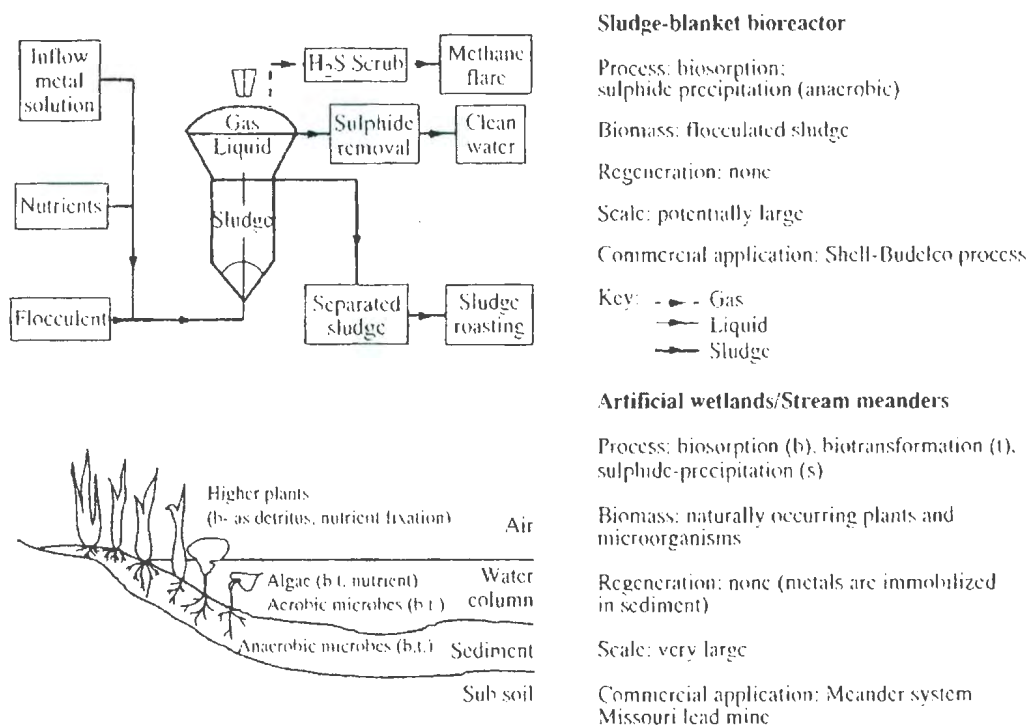 Inflow
metal
solution
Nutrients
Flocculent
Gas
Liquid
Sludge
H2S Scrub
Methane
flare
Sulphide
removal
Clean
water
Separated
sludge
Sludge
roasting
Sludge-blanket bioreactor
Process: biosorption;
sulphide precipitation (anaerobic)
Biomass: flocculated sludge
Regeneration: none
Scale: potentially large
Commercial application: Shell-Budelco process
Key:
Gas
Liquid
Sludge
Higher plants
(b- as detritus, nutrient fixation)
Air
Algae (b.t. nutrient)
Aerobic microbes (b.t.)
Water
column
Anaerobic microbes (b,t.)
Sediment
Sub soil
Artificial wetlands/Stream meanders
Process: biosorption (b), biotransformation (t),
sulphide-precipitation (s)
Biomass: naturally occurring plants and
microorganisms
Regeneration: none (metals are immobilized
in sediment)
Scale: very large
Commercial application: Meander system
Missouri lead mine